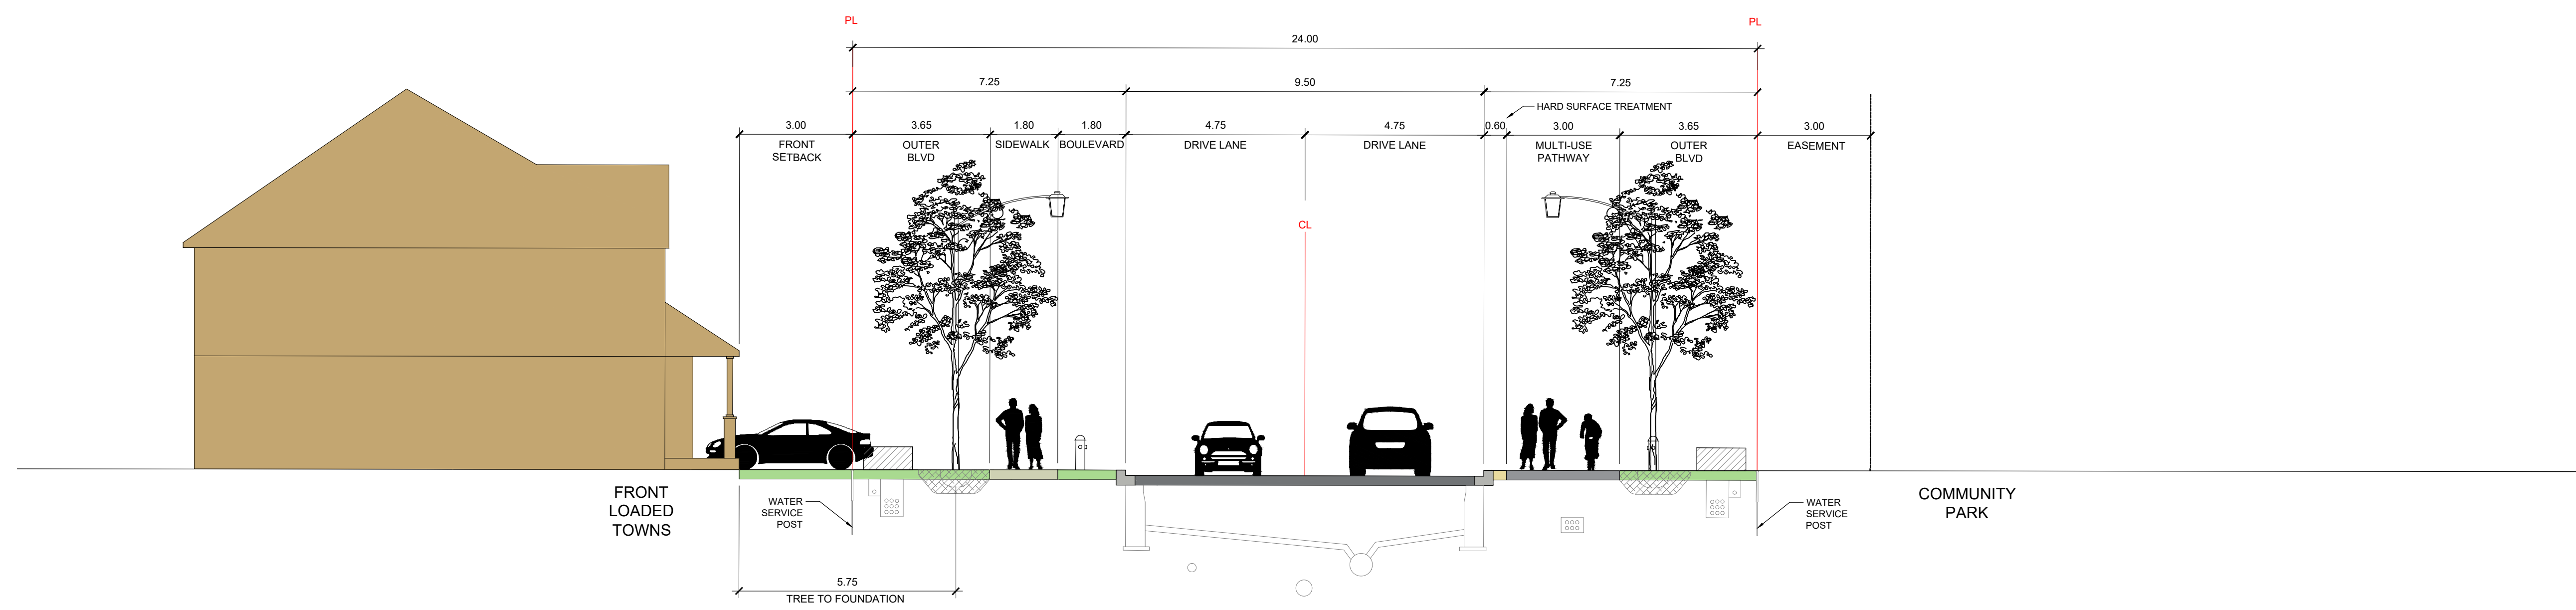 PL
PL
24.00
7.25
9.50
7.25
HARD SURFACE TREATMENT
3.00
3.65
1.80
1.80
4.75
4.75
0.60
3.00
3.65
3.00
FRONT
SETBACK
OUTER
BLVD
SIDEWALK
BOULEVARD
DRIVE LANE
DRIVE LANE
MULTI-USE
PATHWAY
OUTER
BLVD
EASEMENT
CL
FRONT
LOADED
TOWNS
WATER
SERVICE
POST
WATER
SERVICE
POST
COMMUNITY
PARK
5.75
TREE TO FOUNDATION